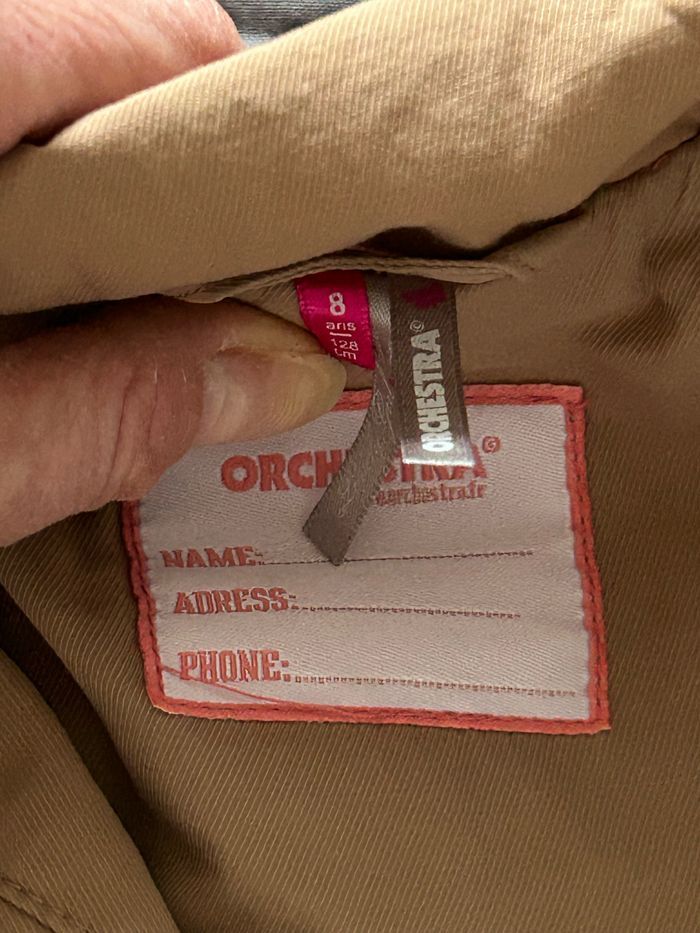 8
ans
128
cm
ORCHESTRA©
NAME:
ADRESS:
PHONE: